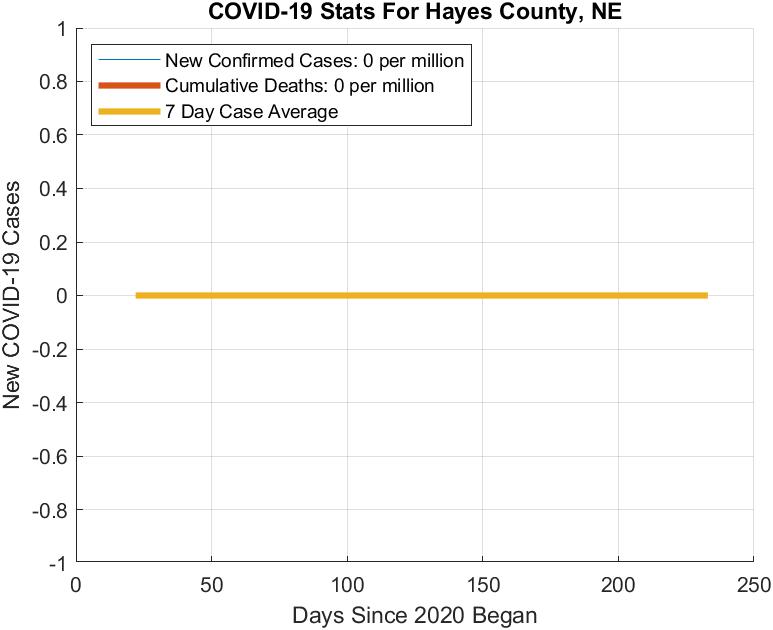 COVID-19 Stats For Hayes County, NE
New Confirmed Cases: 0 per million
Cumulative Deaths: 0 per million
7 Day Case Average
New COVID-19 Cases
1
0.8
0.6
0.4
0.2
0
-0.2
-0.4
-0.6
-0.8
-1
0 50 100 150 200 250
Days Since 2020 Began